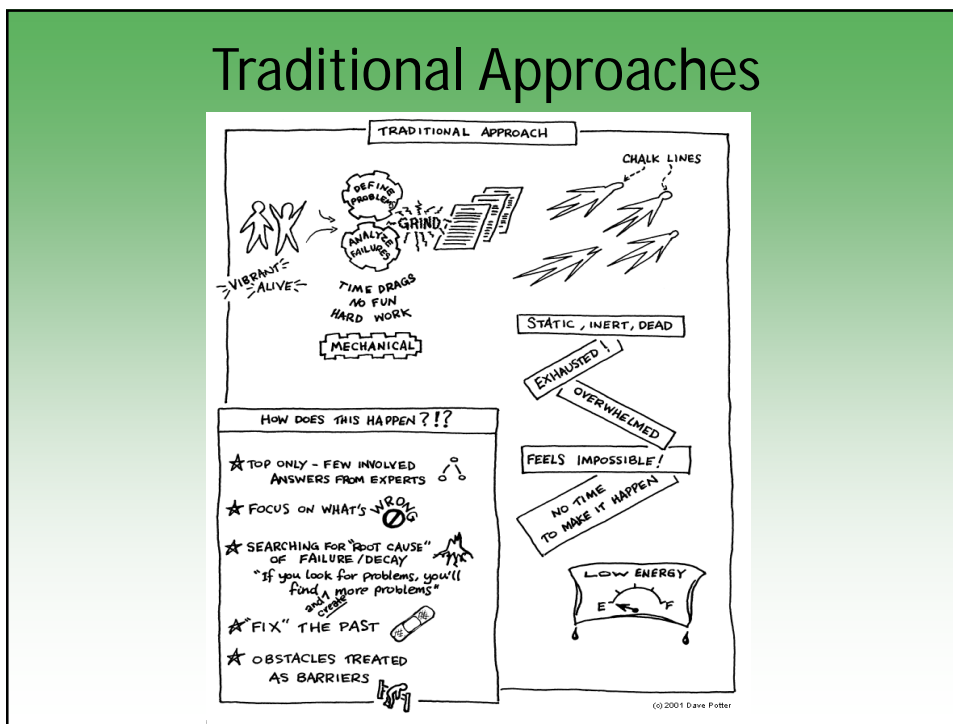 Traditional Approaches
TRADITIONAL APPROACH
VIBRANT
ALIVE
DEFINE
PROBLEM
ANALYZE
FAILURES
GRIND
TIME DRAGS
NO FUN
HARD WORK
MECHANICAL
CHALK LINES
STATIC, INERT, DEAD
EXHAUSTED!
OVERWHELMED
FEELS IMPOSSIBLE!
NO TIME
TO MAKE IT HAPPEN
LOW ENERGY
E F
HOW DOES THIS HAPPEN?!?
TOP ONLY - FEW INVOLVED
ANSWERS FROM EXPERTS
FOCUS ON WHAT'S WRONG
SEARCHING FOR "ROOT CAUSE"
OF FAILURE/DECAY
"If you look for problems, you'll
find more problems"
and create
"FIX" THE PAST
OBSTACLES TREATED
AS BARRIERS
(c) 2001 Dave Potter